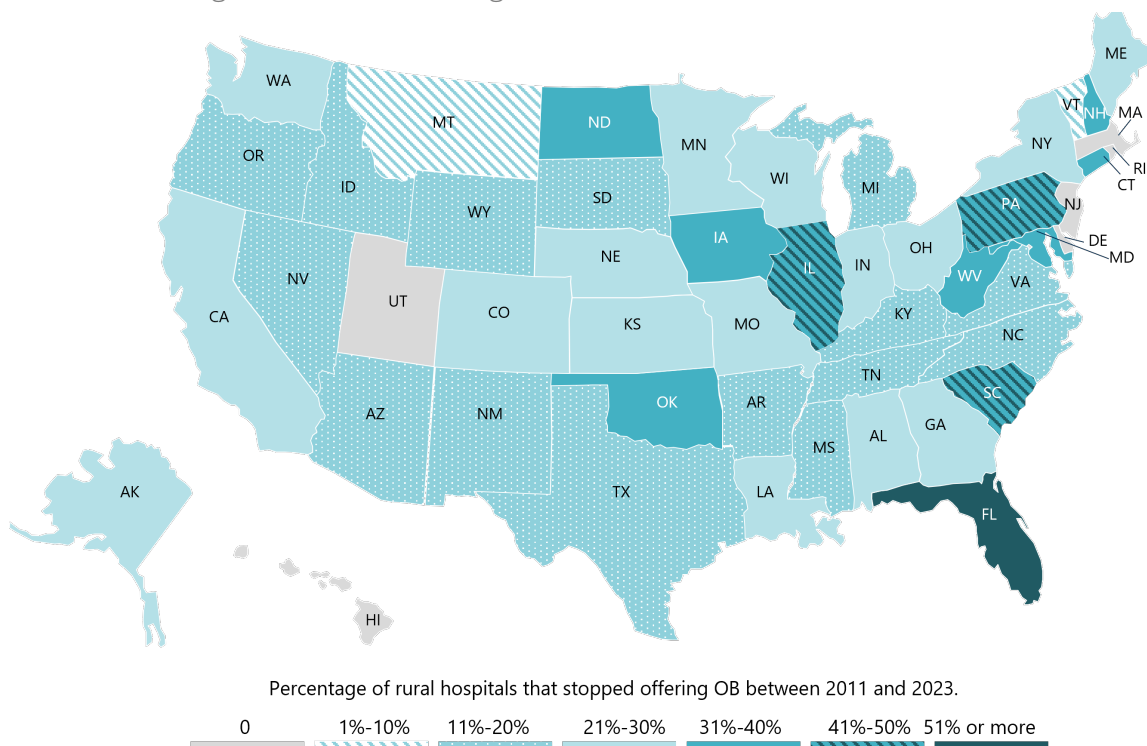 ME
WA
VT
NH
MA
MT
ND
MN
NY
OR
WI
RI
ID
SD
MI
CT
WY
PA
NJ
IA
DE
NE
OH
MD
NV
IL
IN
WV
VA
UT
CO
KY
CA
KS
MO
NC
TN
OK
AR
SC
AZ
NM
GA
MS
AL
AK
TX
LA
FL
HI
Percentage of rural hospitals that stopped offering OB between 2011 and 2023.
0 1%-10% 11%-20% 21%-30% 31%-40% 41%-50% 51% or more